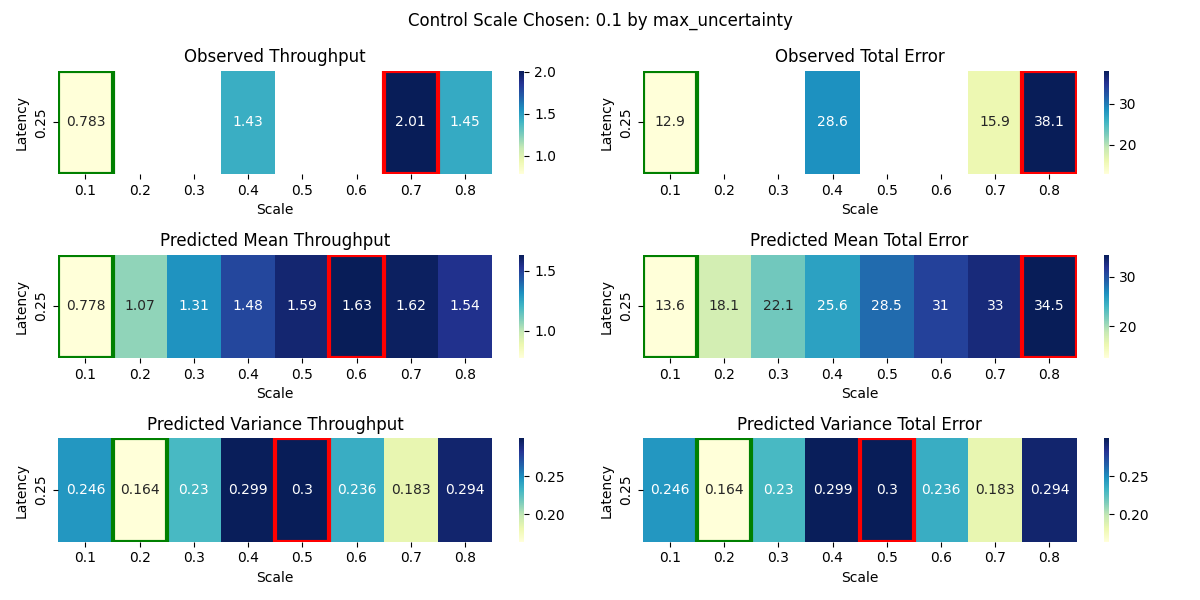 Control Scale Chosen: 0.1 by max_uncertainty
Observed Throughput
Latency
0.25
0.783 1.43 2.01 1.45
0.1 0.2 0.3 0.4 0.5 0.6 0.7 0.8
Scale
2.0
1.5
1.0
Observed Total Error
Latency
0.25
12.9 28.6 15.9 38.1
0.1 0.2 0.3 0.4 0.5 0.6 0.7 0.8
Scale
30
20
Predicted Mean Throughput
Latency
0.25
0.778 1.07 1.31 1.48 1.59 1.63 1.62 1.54
0.1 0.2 0.3 0.4 0.5 0.6 0.7 0.8
Scale
1.5
1.0
Predicted Mean Total Error
Latency
0.25
13.6 18.1 22.1 25.6 28.5 31 33 34.5
0.1 0.2 0.3 0.4 0.5 0.6 0.7 0.8
Scale
30
20
Predicted Variance Throughput
Latency
0.25
0.246 0.164 0.23 0.299 0.3 0.236 0.183 0.294
0.1 0.2 0.3 0.4 0.5 0.6 0.7 0.8
Scale
0.25
0.20
Predicted Variance Total Error
Latency
0.25
0.246 0.164 0.23 0.299 0.3 0.236 0.183 0.294
0.1 0.2 0.3 0.4 0.5 0.6 0.7 0.8
Scale
0.25
0.20